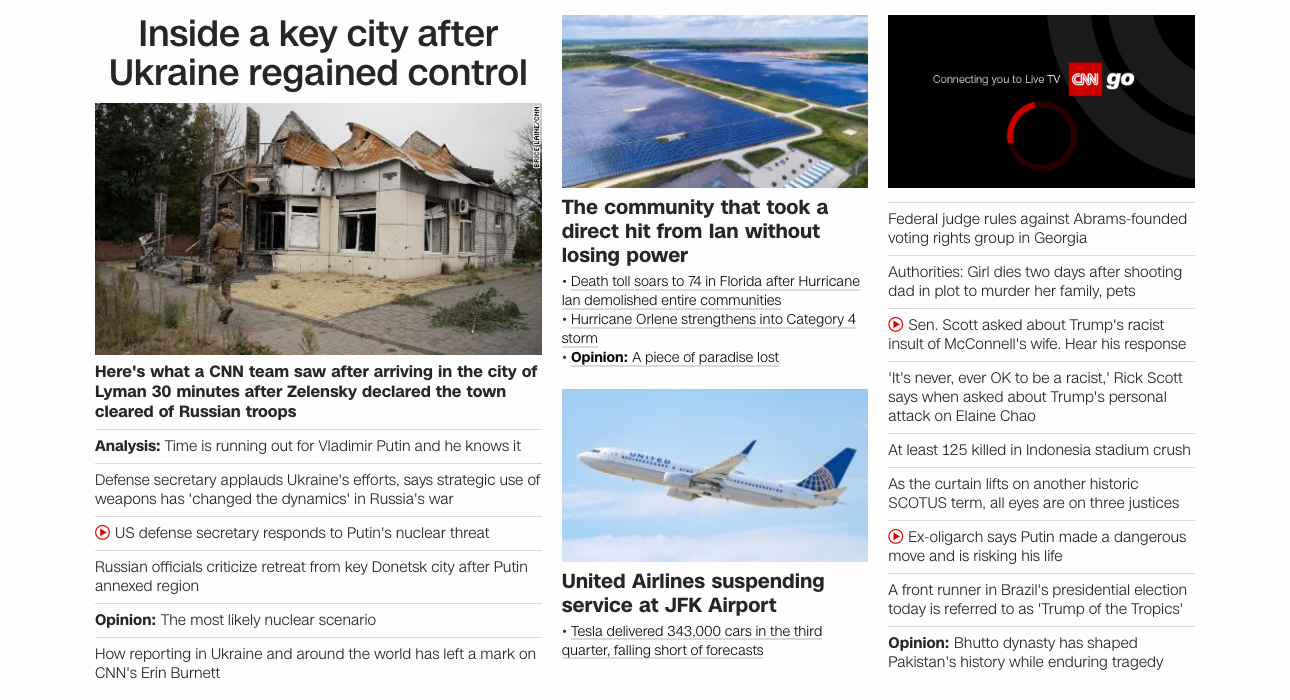 Inside a key city after
Ukraine regained control
BRICE LAINE/CNN
Here's what a CNN team saw after arriving in the city of
Lyman 30 minutes after Zelensky declared the town
cleared of Russian troops
Analysis: Time is running out for Vladimir Putin and he knows it
Defense secretary applauds Ukraine's efforts, says strategic use of
weapons has 'changed the dynamics' in Russia's war
US defense secretary responds to Putin's nuclear threat
Russian officials criticize retreat from key Donetsk city after Putin
annexed region
Opinion: The most likely nuclear scenario
How reporting in Ukraine and around the world has left a mark on
CNN's Erin Burnett
The community that took a
direct hit from Ian without
losing power
• Death toll soars to 74 in Florida after Hurricane
Ian demolished entire communities
• Hurricane Orlene strengthens into Category 4
storm
• Opinion: A piece of paradise lost
UNITED
United Airlines suspending
service at JFK Airport
• Tesla delivered 343,000 cars in the third
quarter, falling short of forecasts
Connecting you to Live TV CNN go
Federal judge rules against Abrams-founded
voting rights group in Georgia
Authorities: Girl dies two days after shooting
dad in plot to murder her family, pets
Sen. Scott asked about Trump's racist
insult of McConnell's wife. Hear his response
'It's never, ever OK to be a racist,' Rick Scott
says when asked about Trump's personal
attack on Elaine Chao
At least 125 killed in Indonesia stadium crush
As the curtain lifts on another historic
SCOTUS term, all eyes are on three justices
Ex-oligarch says Putin made a dangerous
move and is risking his life
A front runner in Brazil's presidential election
today is referred to as 'Trump of the Tropics'
Opinion: Bhutto dynasty has shaped
Pakistan's history while enduring tragedy